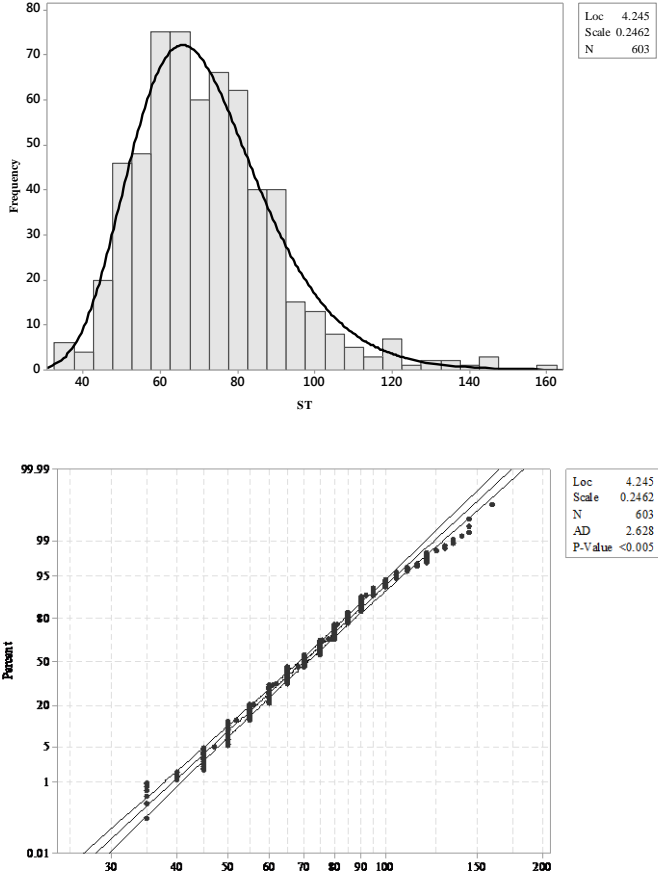 80
70
60
50
40
30
20
10
0
Frequency
40 60 80 100 120 140 160
ST
Loc 4.245
Scale 0.2462
N 603
99.99
99
95
80
50
20
5
1
0.01
Percent
30 40 50 60 70 80 90 100 150 200
Loc 4.245
Scale 0.2462
N 603
AD 2.628
P-Value <0.005